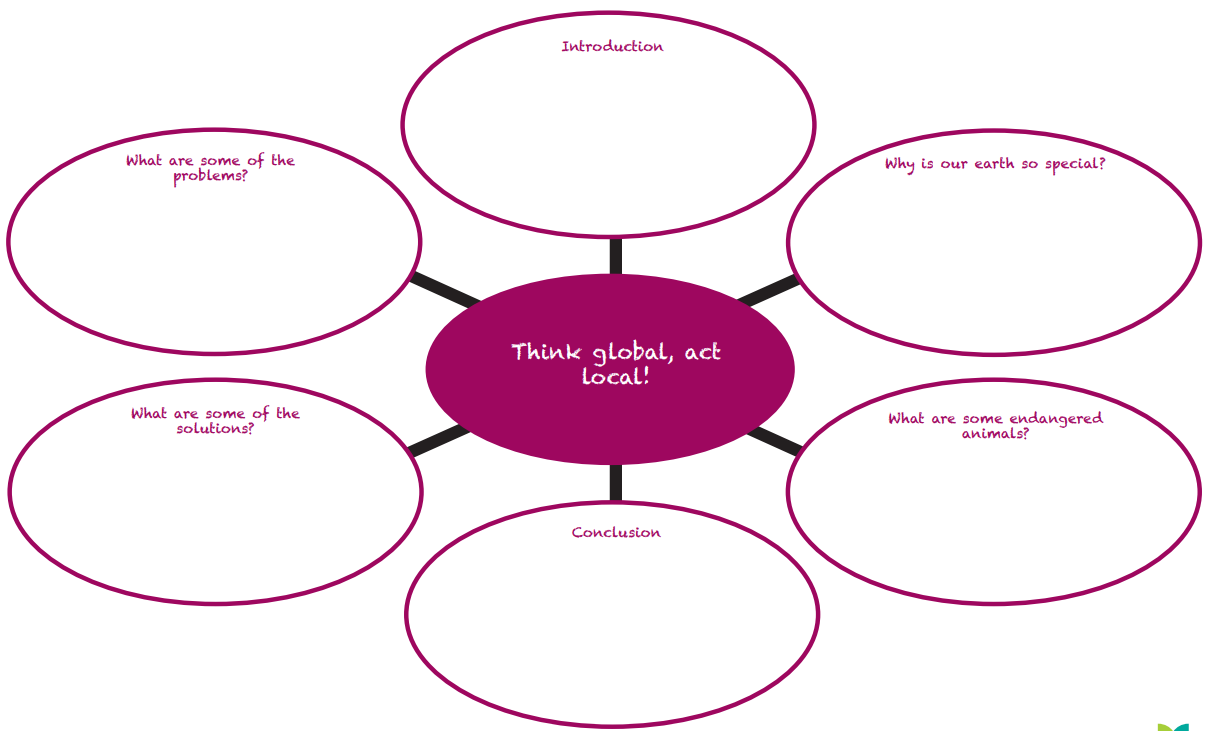 Introduction
What are some of the
problems?
Why is our earth so special?
Think global, act
local!
What are some of the
solutions?
What are some endangered
animals?
Conclusion